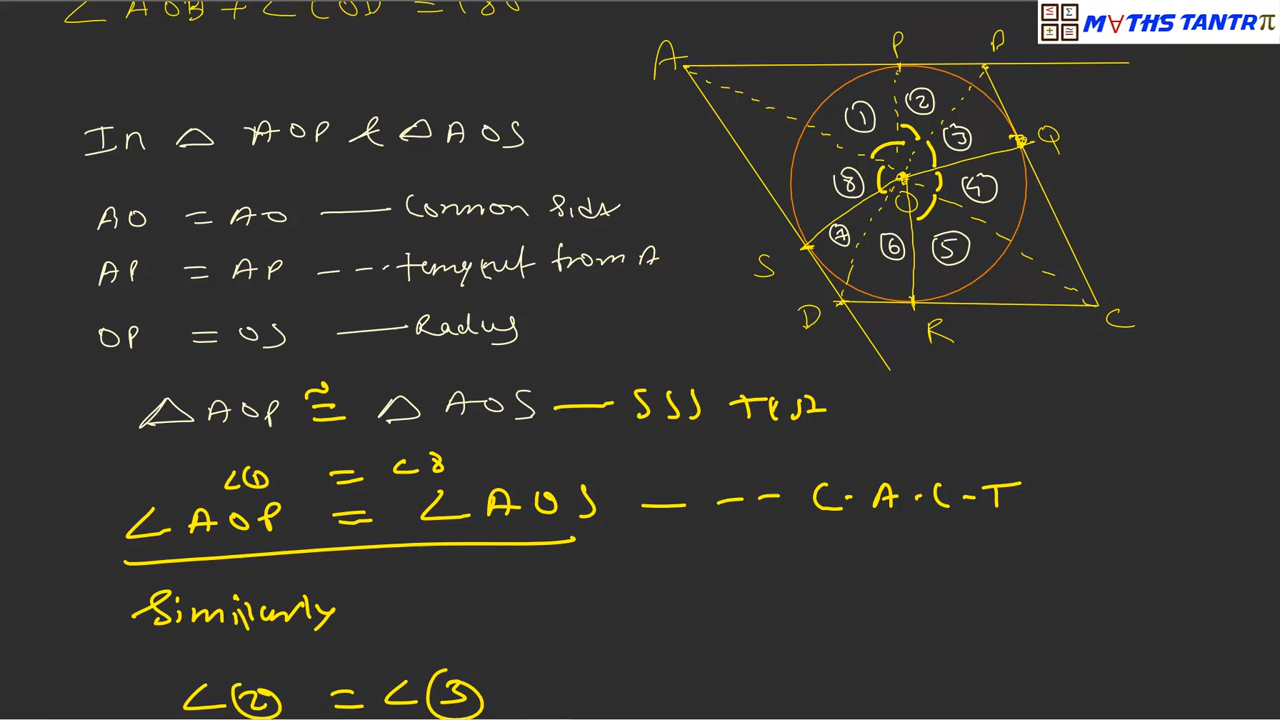 ∠AOB + ∠COD = 180
MATHS TANTRπ
In △ AOP & △ AOS
AO = AO — Common Side
AP = AP --- tangent from A
OP = OS — Radius
△ AOP ≅ △ AOS — SSS Test
∠① = ∠8
∠AOP = ∠AOS — -- C.A.C.T
Similarly
∠② = ∠③
A
P
B
Q
①
②
③
⑧
④
O
⑦
⑥
⑤
S
D
R
C